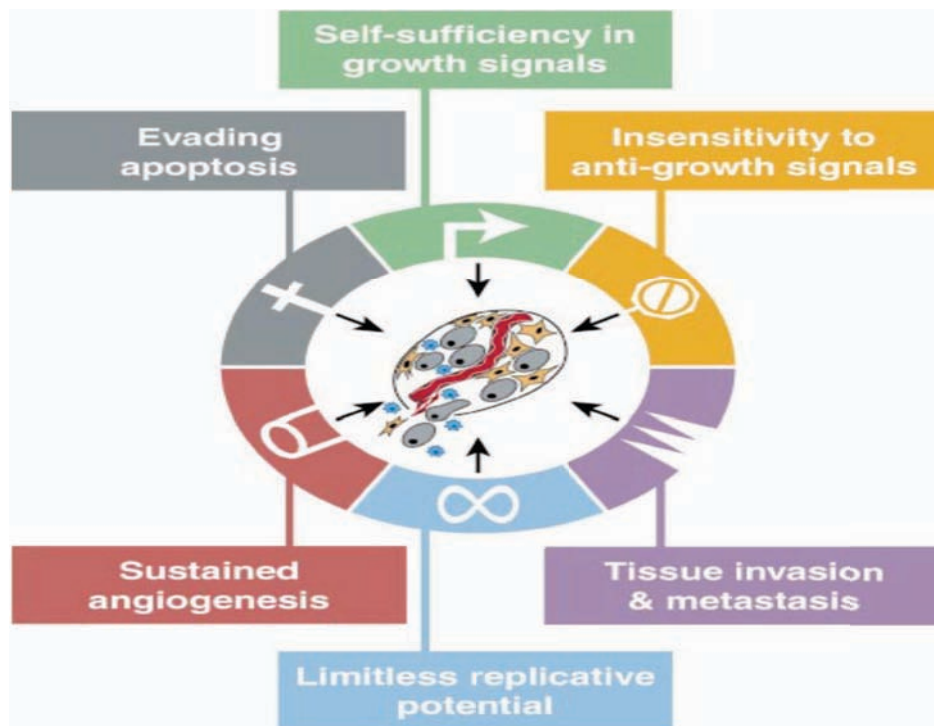 Self-sufficiency in
growth signals
Evading
apoptosis
Insensitivity to
anti-growth signals
Sustained
angiogenesis
Tissue invasion
& metastasis
Limitless replicative
potential